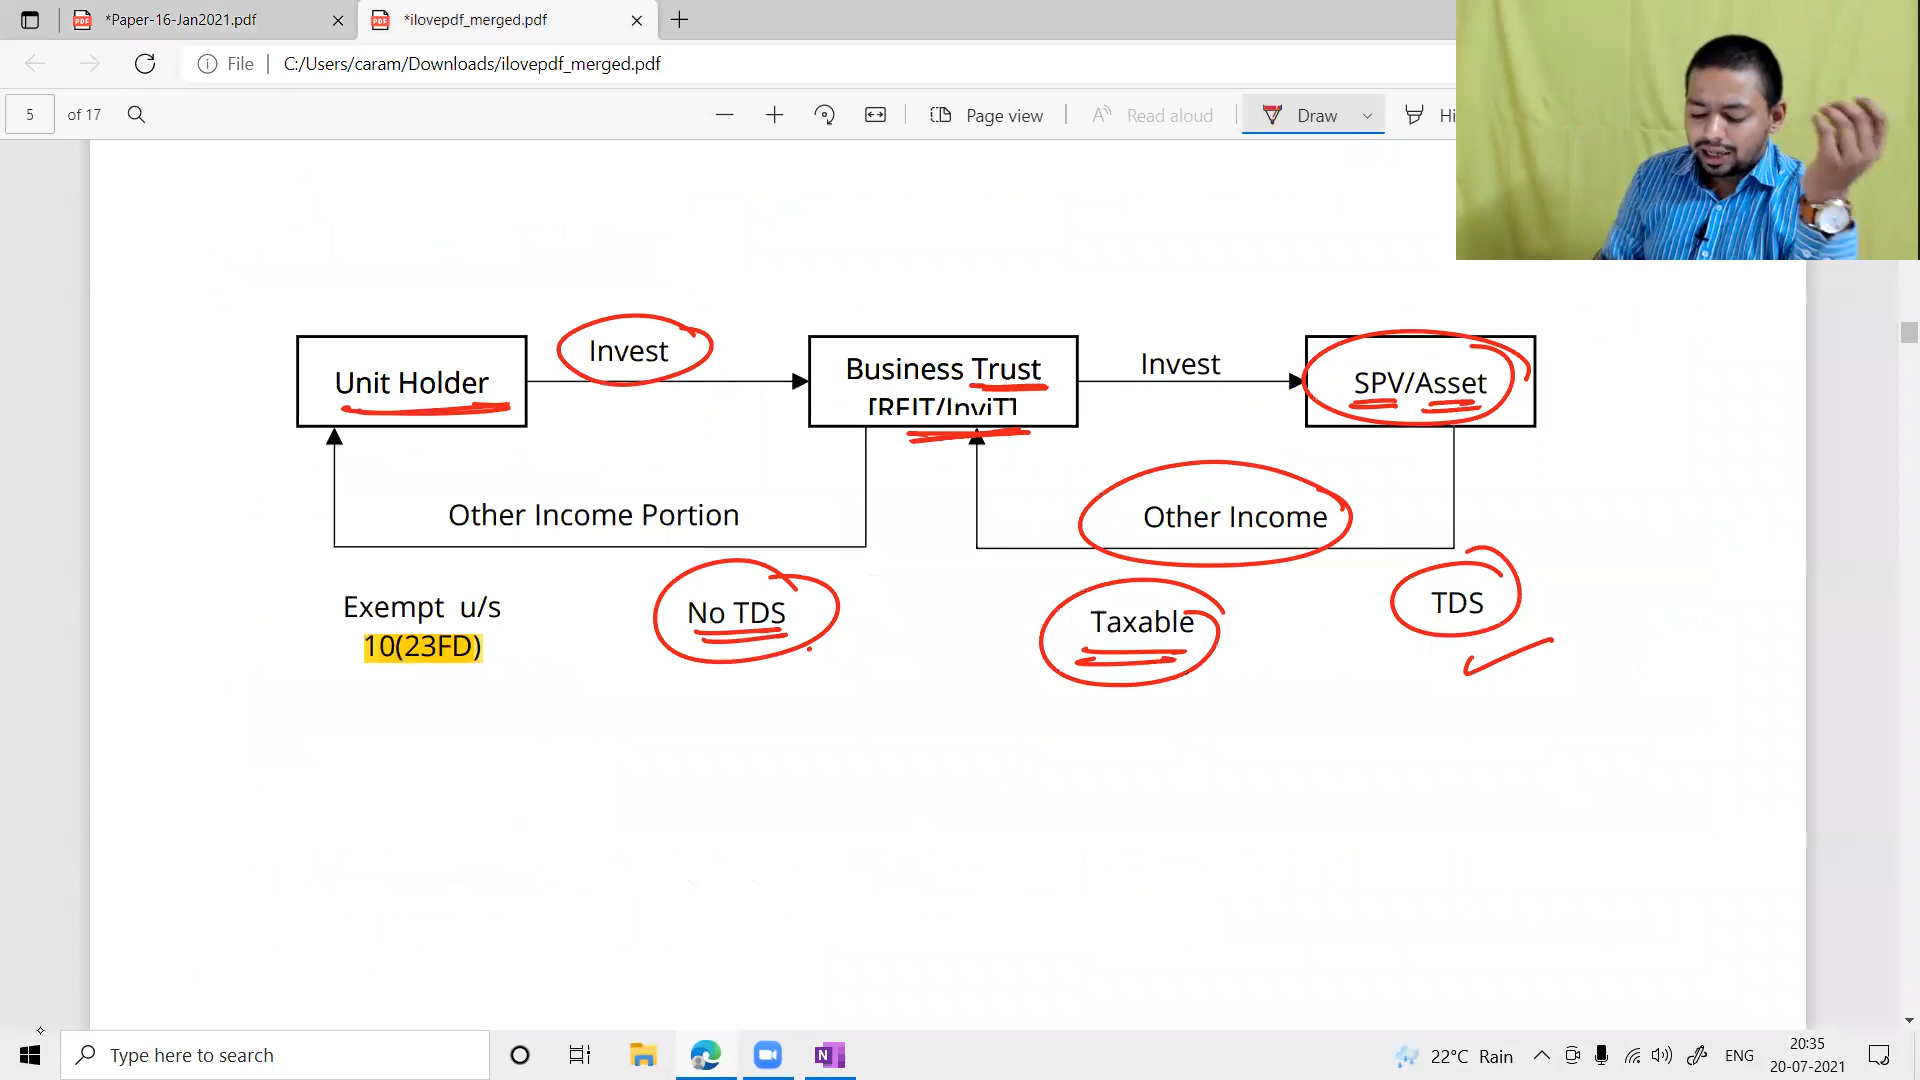 *Paper-16-Jan2021.pdf
*ilovepdf_merged.pdf
File
C:/Users/caram/Downloads/ilovepdf_merged.pdf
5 of 17
Page view
Read aloud
Draw
Hi
Unit Holder
Invest
Business Trust
[REIT/InviT]
Invest
SPV/Asset
Other Income Portion
Other Income
Exempt u/s
10(23FD)
No TDS
Taxable
TDS
Type here to search
22°C Rain
ENG
20:35
20-07-2021